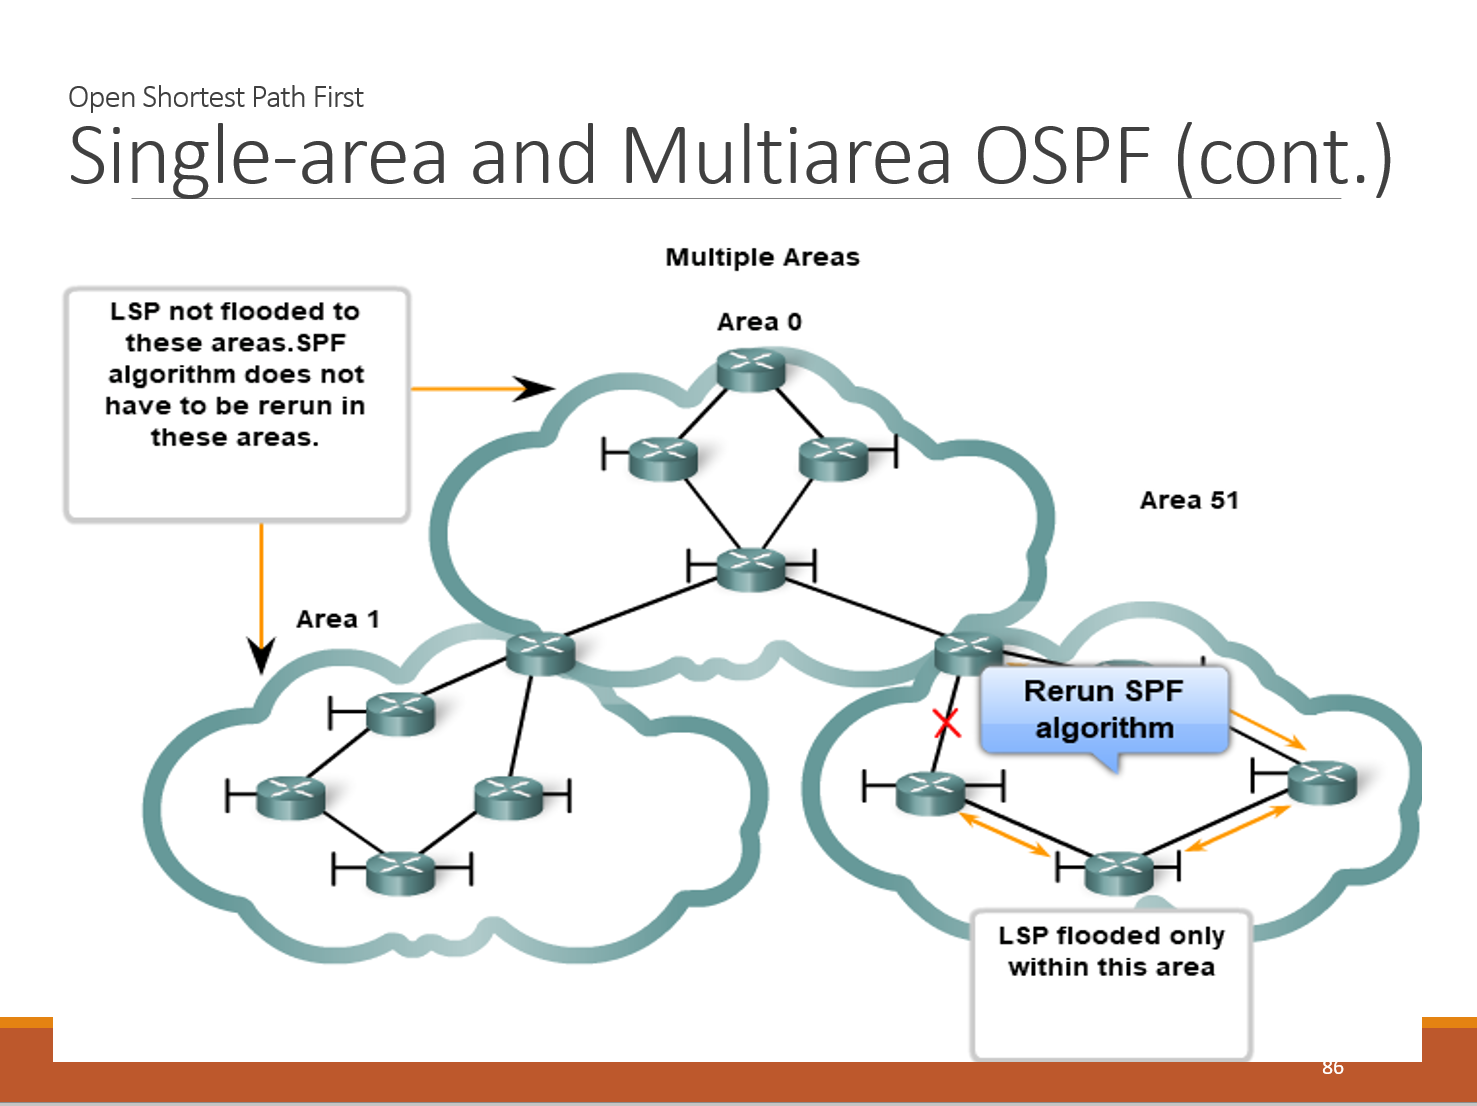 Open Shortest Path First
Single-area and Multiarea OSPF (cont.)
Multiple Areas
LSP not flooded to
these areas.SPF
algorithm does not
have to be rerun in
these areas.
Area 0
Area 51
Area 1
Rerun SPF
algorithm
LSP flooded only
within this area
86